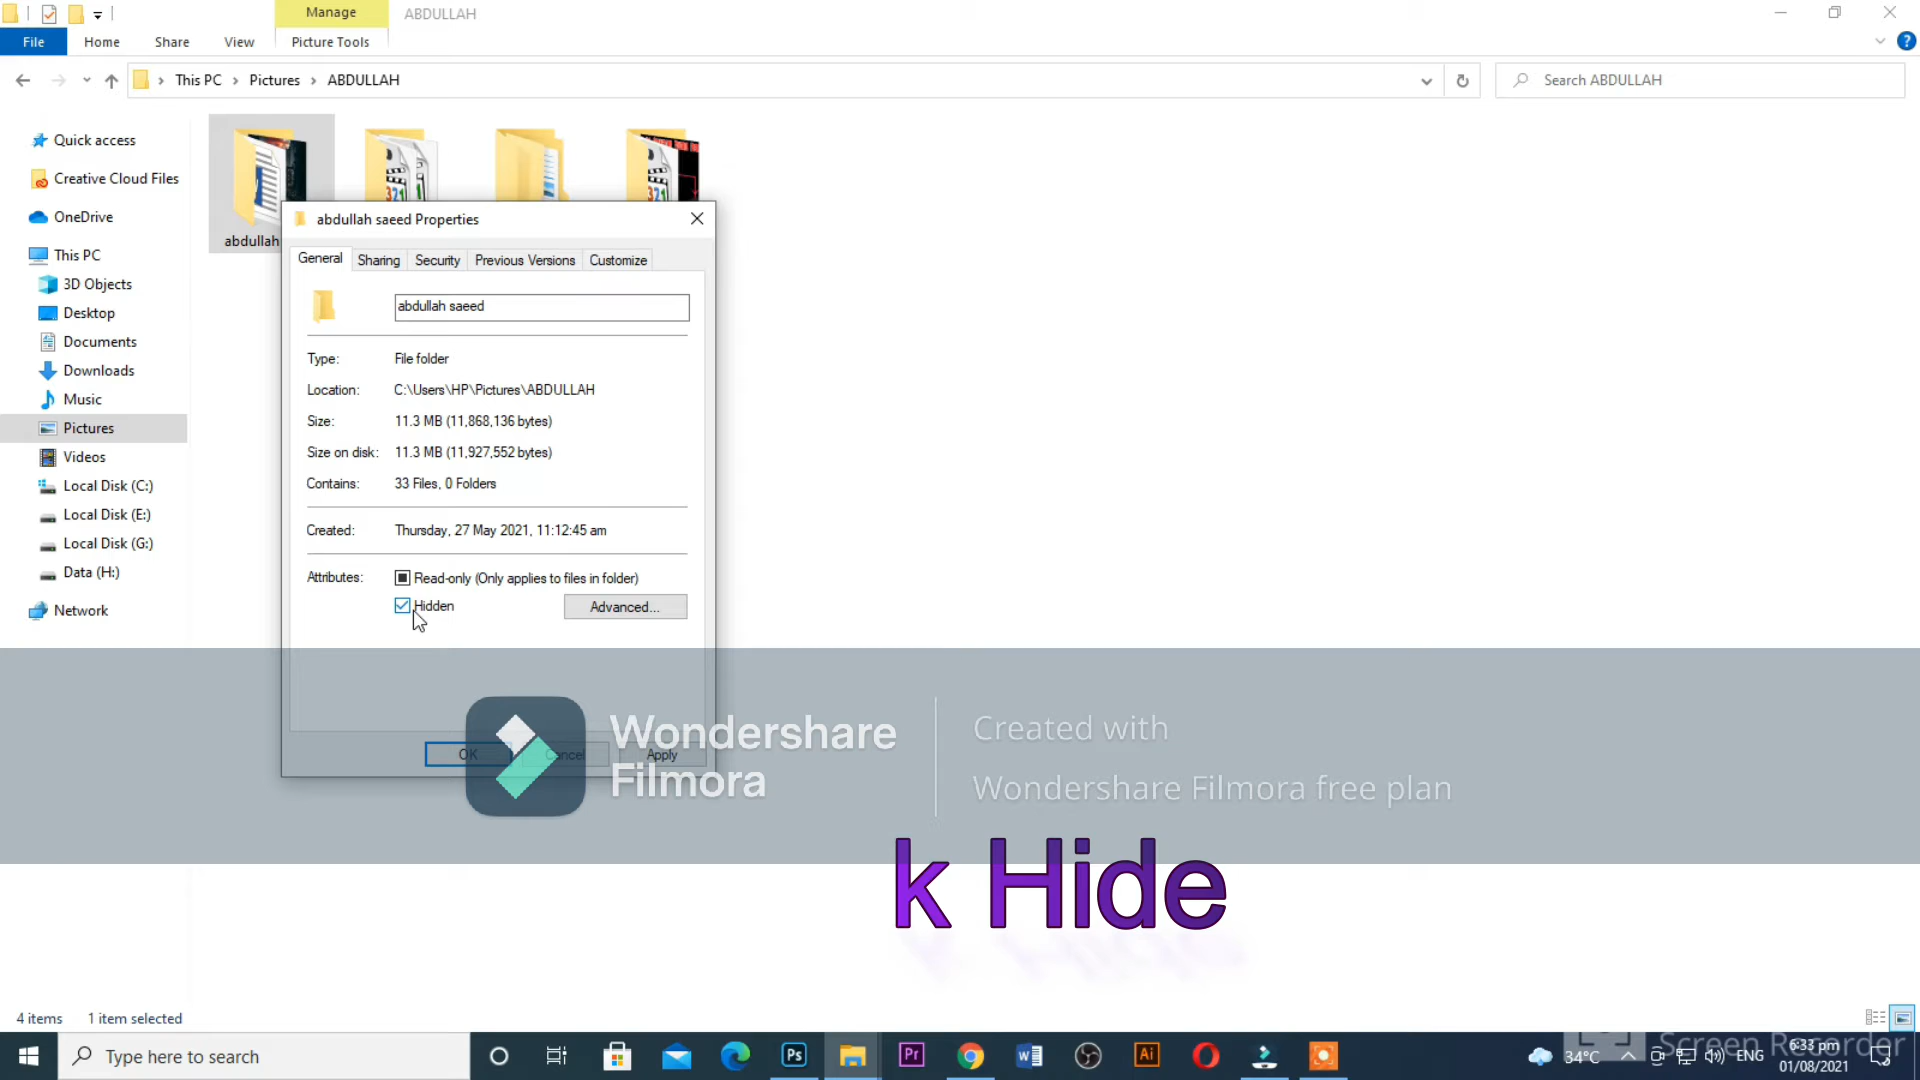 Manage
ABDULLAH
File
Home
Share
View
Picture Tools
This PC
Pictures
ABDULLAH
Search ABDULLAH
Quick access
Creative Cloud Files
OneDrive
This PC
3D Objects
Desktop
Documents
Downloads
Music
Pictures
Videos
Local Disk (C:)
Local Disk (E:)
Local Disk (G:)
Data (H:)
Network
abdullah
abdullah saeed Properties
General
Sharing
Security
Previous Versions
Customize
abdullah saeed
Type: File folder
Location: C:\Users\HP\Pictures\ABDULLAH
Size: 11.3 MB (11,868,136 bytes)
Size on disk: 11.3 MB (11,927,552 bytes)
Contains: 33 Files, 0 Folders
Created: Thursday, 27 May 2021, 11:12:45 am
Attributes: Read-only (Only applies to files in folder)
Hidden
Advanced...
OK
Cancel
Apply
Wondershare
Filmora
Created with
Wondershare Filmora free plan
k Hide
4 items
1 item selected
Type here to search
Ps
Pr
Ai
34°C
ENG
6:33 pm
01/08/2021
Screen Recorder